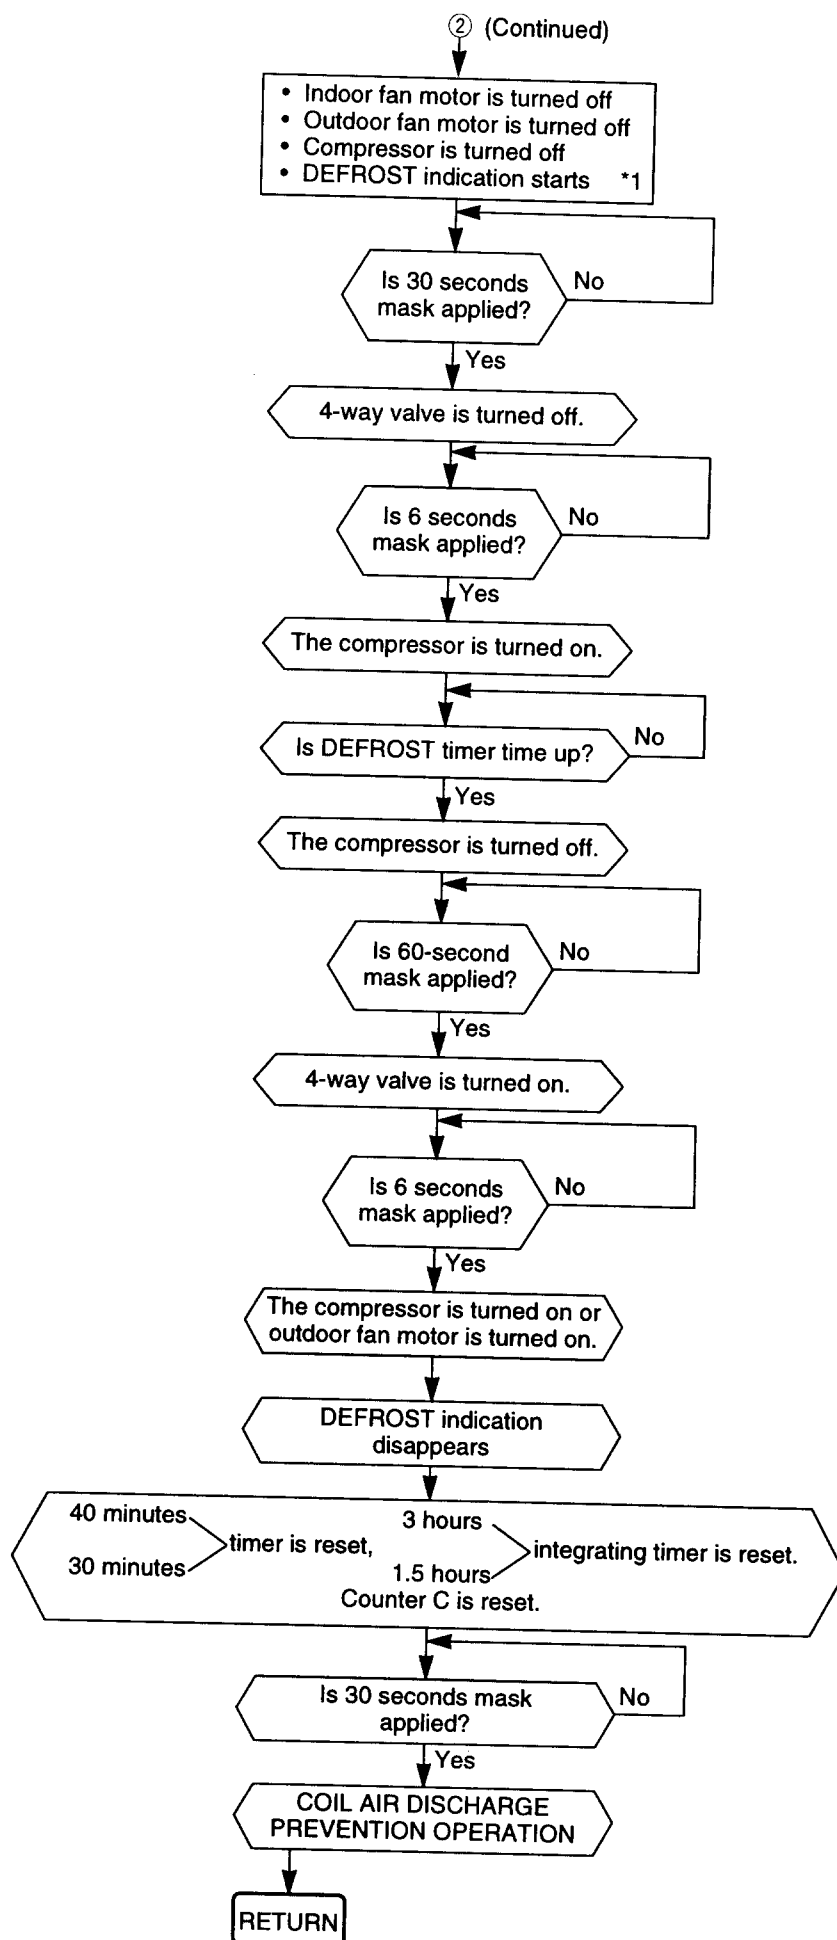 ② (Continued)
• Indoor fan motor is turned off
• Outdoor fan motor is turned off
• Compressor is turned off
• DEFROST indication starts *1
Is 30 seconds
mask applied?
No
Yes
4-way valve is turned off.
Is 6 seconds
mask applied?
No
Yes
The compressor is turned on.
Is DEFROST timer time up?
No
Yes
The compressor is turned off.
Is 60-second
mask applied?
No
Yes
4-way valve is turned on.
Is 6 seconds
mask applied?
No
Yes
The compressor is turned on or
outdoor fan motor is turned on.
DEFROST indication
disappears
40 minutes
30 minutes
timer is reset,
3 hours
1.5 hours
integrating timer is reset.
Counter C is reset.
Is 30 seconds mask
applied?
No
Yes
COIL AIR DISCHARGE
PREVENTION OPERATION
RETURN